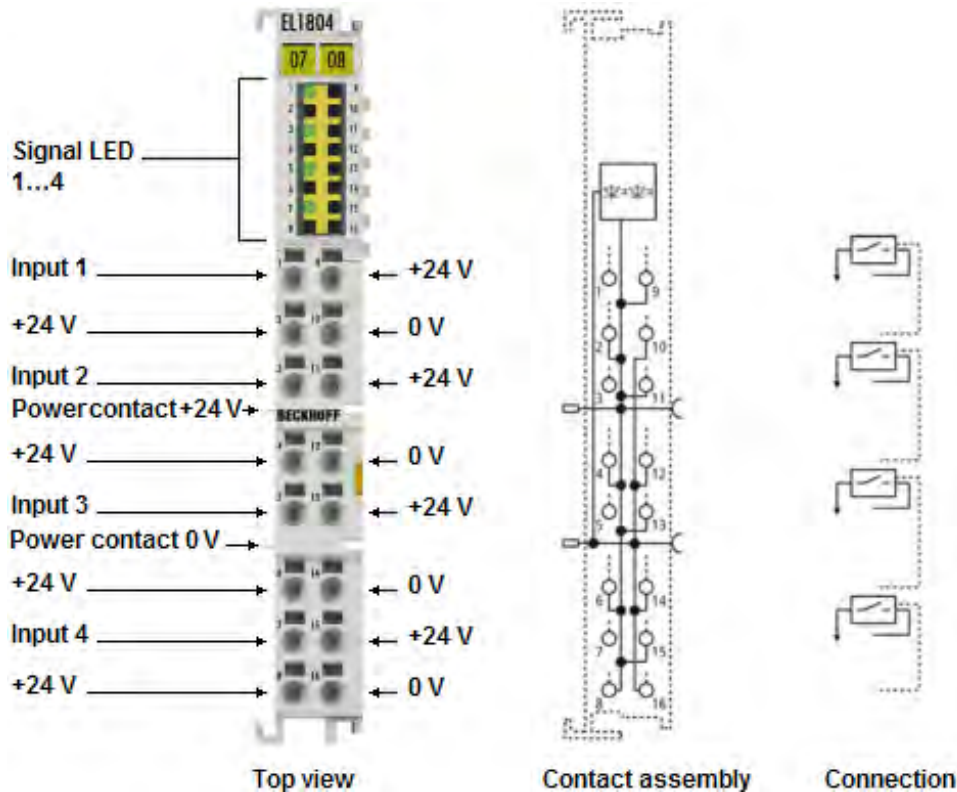 EL1804
07 08
Signal LED
1...4
Input 1
+24 V
+24 V
0 V
Input 2
+24 V
Power contact +24 V
BECKHOFF
+24 V
0 V
Input 3
+24 V
Power contact 0 V
+24 V
0 V
Input 4
+24 V
+24 V
0 V
1
9
2
10
3
11
4
12
5
13
6
14
7
15
8
16
Top view
Contact assembly
Connection